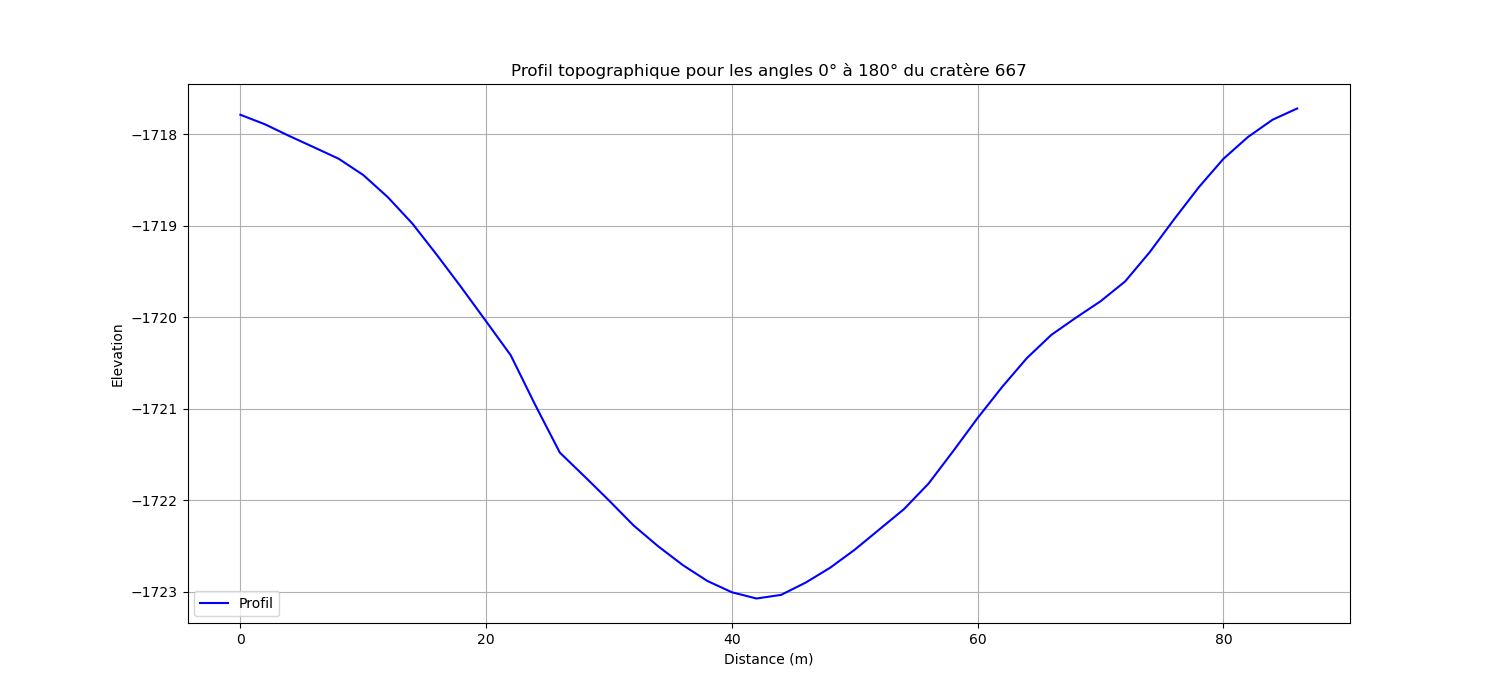 Profil topographique pour les angles 0° à 180° du cratère 667
Elevation
−1718
−1719
−1720
−1721
−1722
−1723
Profil
0 20 40 60 80
Distance (m)